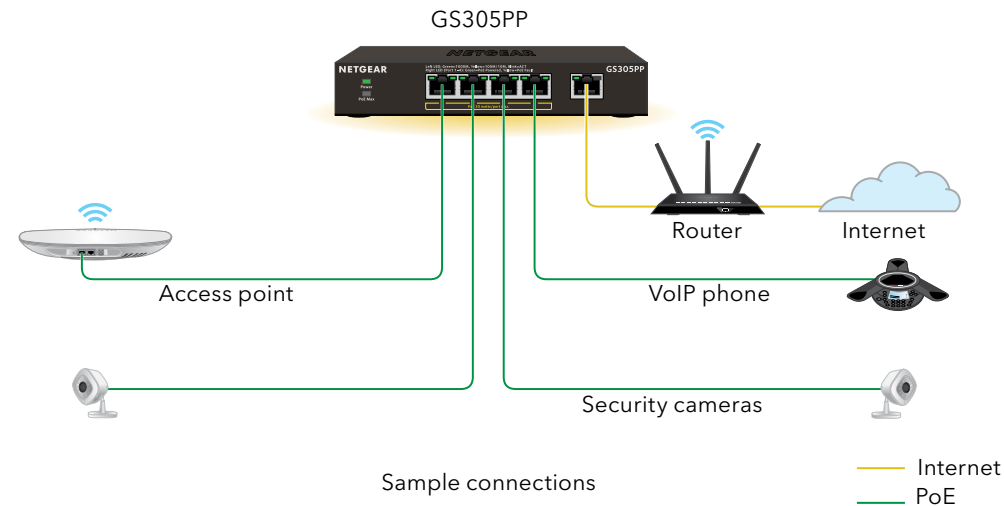 GS305PP
NETGEAR
NETGEAR
GS305PP
Power
PoE Max
Router
Internet
Access point
VoIP phone
Security cameras
Sample connections
Internet
PoE